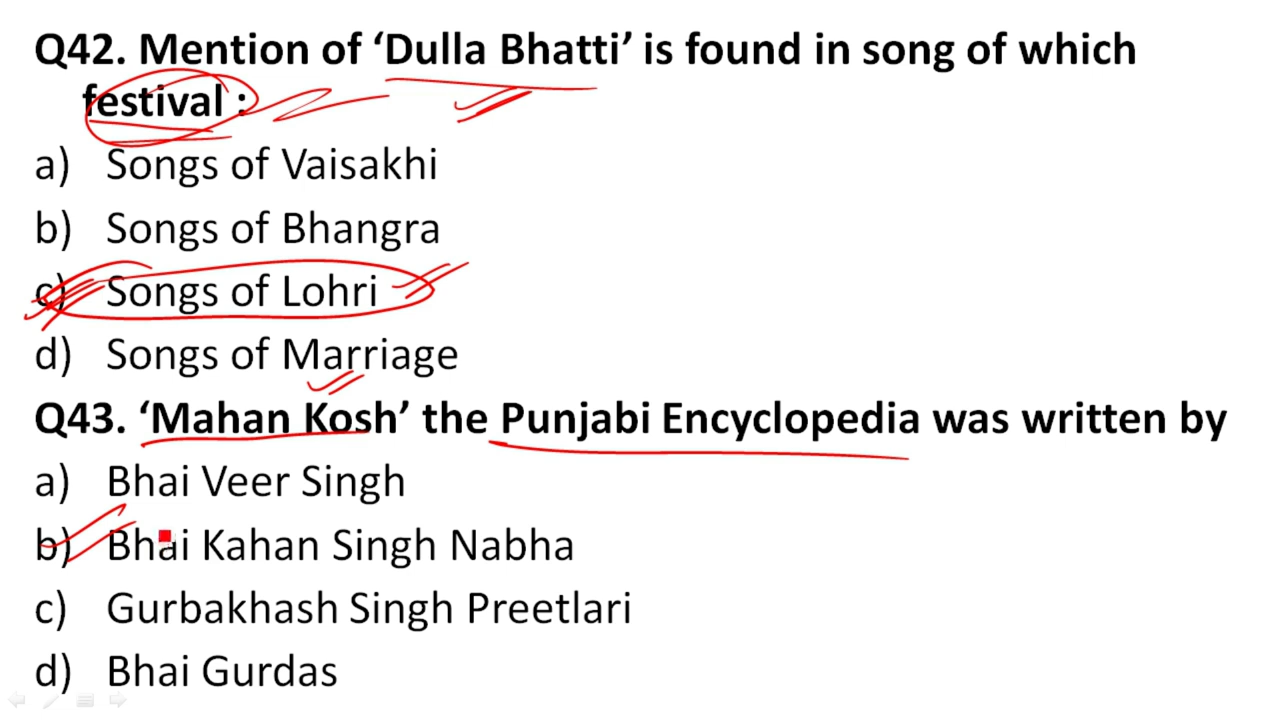 Q42. Mention of ‘Dulla Bhatti’ is found in song of which
festival :
a) Songs of Vaisakhi
b) Songs of Bhangra
c) Songs of Lohri
d) Songs of Marriage
Q43. ‘Mahan Kosh’ the Punjabi Encyclopedia was written by
a) Bhai Veer Singh
b) Bhai Kahan Singh Nabha
c) Gurbakhash Singh Preetlari
d) Bhai Gurdas